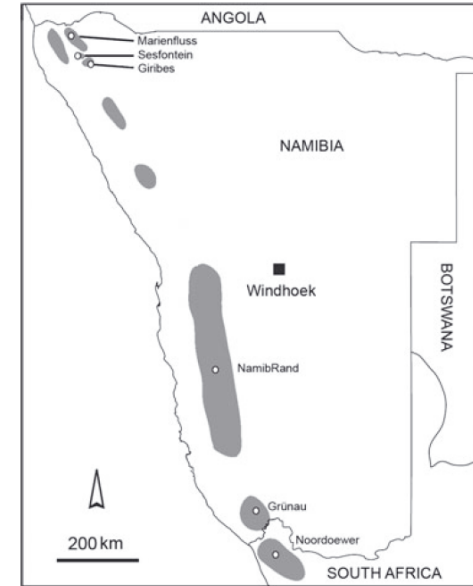 ANGOLA
Marienfluss
Sesfontein
Giribes
NAMIBIA
Windhoek
BOTSWANA
NamibRand
Grünau
Noordoewer
200 km
SOUTH AFRICA